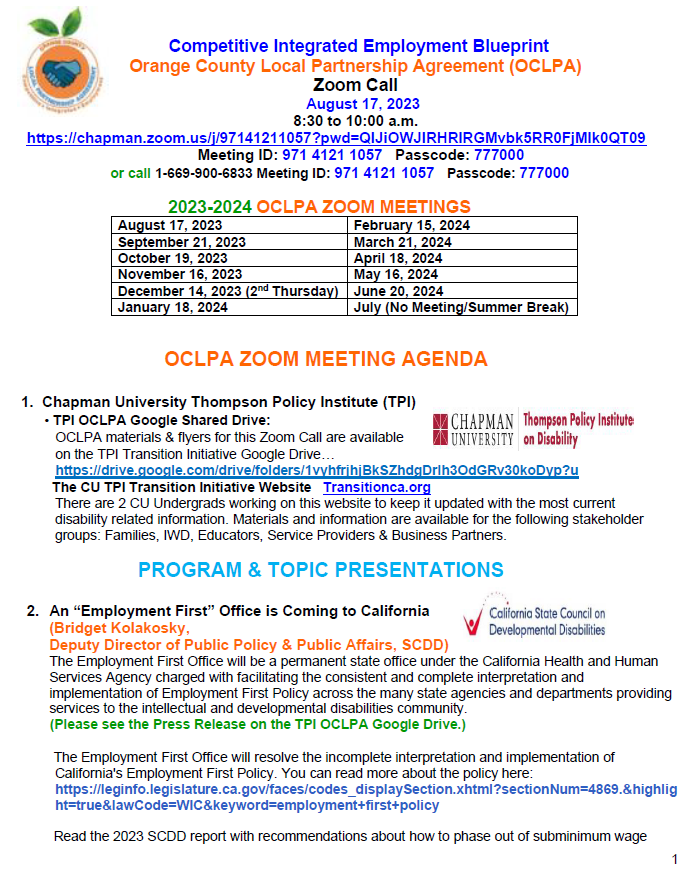 ORANGE COUNTY
LOCAL PARTNERSHIP AGREEMENT
Competitive Integrated Employment Blueprint
Orange County Local Partnership Agreement (OCLPA)
Zoom Call
August 17, 2023
8:30 to 10:00 a.m.
https://chapman.zoom.us/j/97141211057?pwd=QlJiOWJIRHRIRGMvbk5RR0FjMlk0QT09
Meeting ID: 971 4121 1057 Passcode: 777000
or call 1-669-900-6833 Meeting ID: 971 4121 1057 Passcode: 777000
2023-2024 OCLPA ZOOM MEETINGS
August 17, 2023 February 15, 2024
September 21, 2023 March 21, 2024
October 19, 2023 April 18, 2024
November 16, 2023 May 16, 2024
December 14, 2023 (2nd Thursday) June 20, 2024
January 18, 2024 July (No Meeting/Summer Break)
OCLPA ZOOM MEETING AGENDA
1. Chapman University Thompson Policy Institute (TPI)
• TPI OCLPA Google Shared Drive:
OCLPA materials & flyers for this Zoom Call are available
on the TPI Transition Initiative Google Drive…
https://drive.google.com/drive/folders/1vyhfrjhjBkSZhdgDrlh3OdGRv30koDyp?u
CHAPMAN UNIVERSITY
Thompson Policy Institute on Disability
The CU TPI Transition Initiative Website Transitionca.org
There are 2 CU Undergrads working on this website to keep it updated with the most current
disability related information. Materials and information are available for the following stakeholder
groups: Families, IWD, Educators, Service Providers & Business Partners.
PROGRAM & TOPIC PRESENTATIONS
2. An “Employment First” Office is Coming to California
(Bridget Kolakosky,
Deputy Director of Public Policy & Public Affairs, SCDD)
California State Council on
Developmental Disabilities
The Employment First Office will be a permanent state office under the California Health and Human
Services Agency charged with facilitating the consistent and complete interpretation and
implementation of Employment First Policy across the many state agencies and departments providing
services to the intellectual and developmental disabilities community.
(Please see the Press Release on the TPI OCLPA Google Drive.)
The Employment First Office will resolve the incomplete interpretation and implementation of
California's Employment First Policy. You can read more about the policy here:
https://leginfo.legislature.ca.gov/faces/codes_displaySection.xhtml?sectionNum=4869.&highlig
ht=true&lawCode=WIC&keyword=employment+first+policy
Read the 2023 SCDD report with recommendations about how to phase out of subminimum wage
1